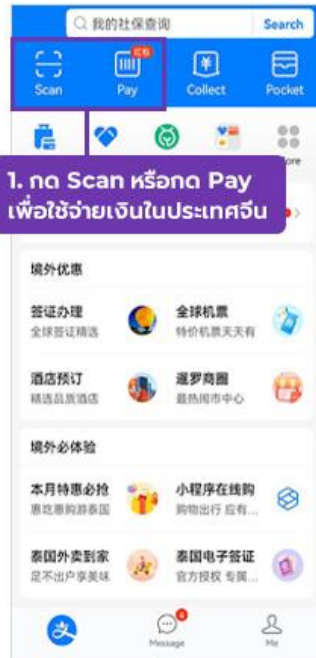 我的社保查询
Search
红包
Scan
Pay
Collect
Pocket
1. กด Scan หรือกด Pay
เพื่อใช้จ่ายเงินในประเทศจีน
境外优惠
签证办理
全球机票
全球签证精选
特价机票天天有
酒店预订
暹罗商圈
精选品质酒店
最热闹市中心
境外必体验
本月特惠必抢
小程序在线购
惠吃惠购游泰国
购物出行 应有...
泰国外卖到家
泰国电子签证
足不出户享美味
官方授权 专属...
4
Message
Me